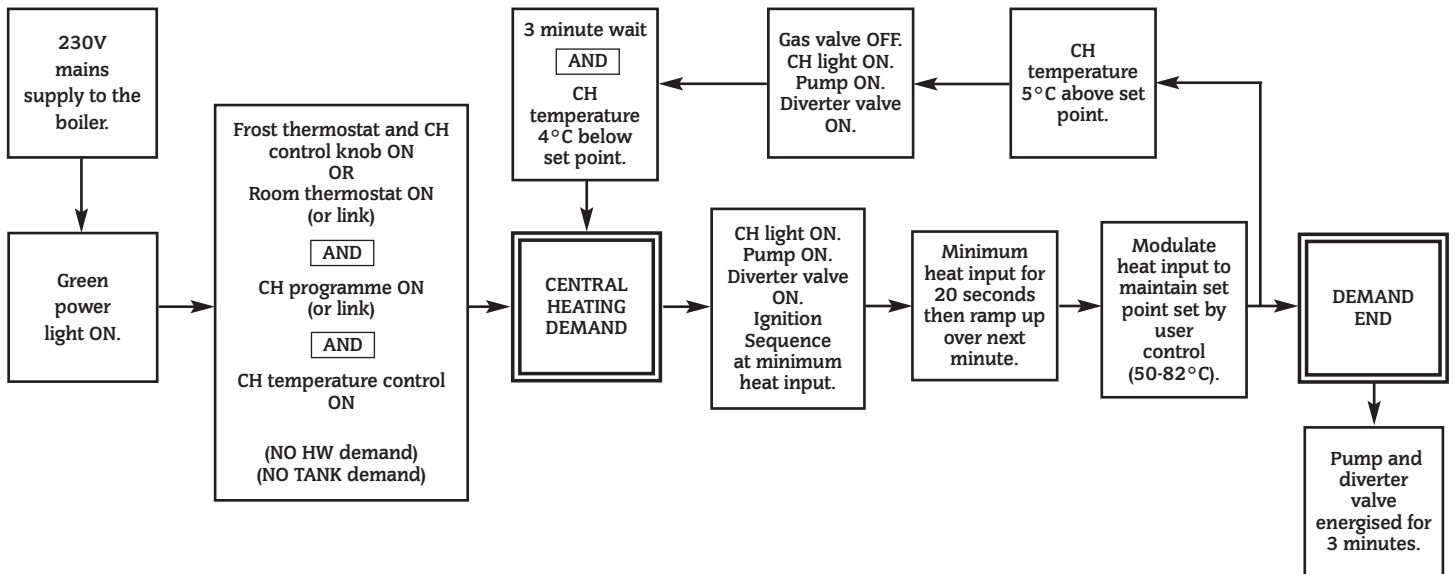 230V
mains
supply to the
boiler.
Green
power
light ON.
Frost thermostat and CH
control knob ON
OR
Room thermostat ON
(or link)
AND
CH programme ON
(or link)
AND
CH temperature control
ON
(NO HW demand)
(NO TANK demand)
3 minute wait
AND
CH
temperature
4°C below
set point.
Gas valve OFF.
CH light ON.
Pump ON.
Diverter valve
ON.
CH
temperature
5°C above set
point.
CENTRAL
HEATING
DEMAND
CH light ON.
Pump ON.
Diverter valve
ON.
Ignition
Sequence
at minimum
heat input.
Minimum
heat input for
20 seconds
then ramp up
over next
minute.
Modulate
heat input to
maintain set
point set by
user
control
(50-82°C).
DEMAND
END
Pump and
diverter
valve
energised for
3 minutes.